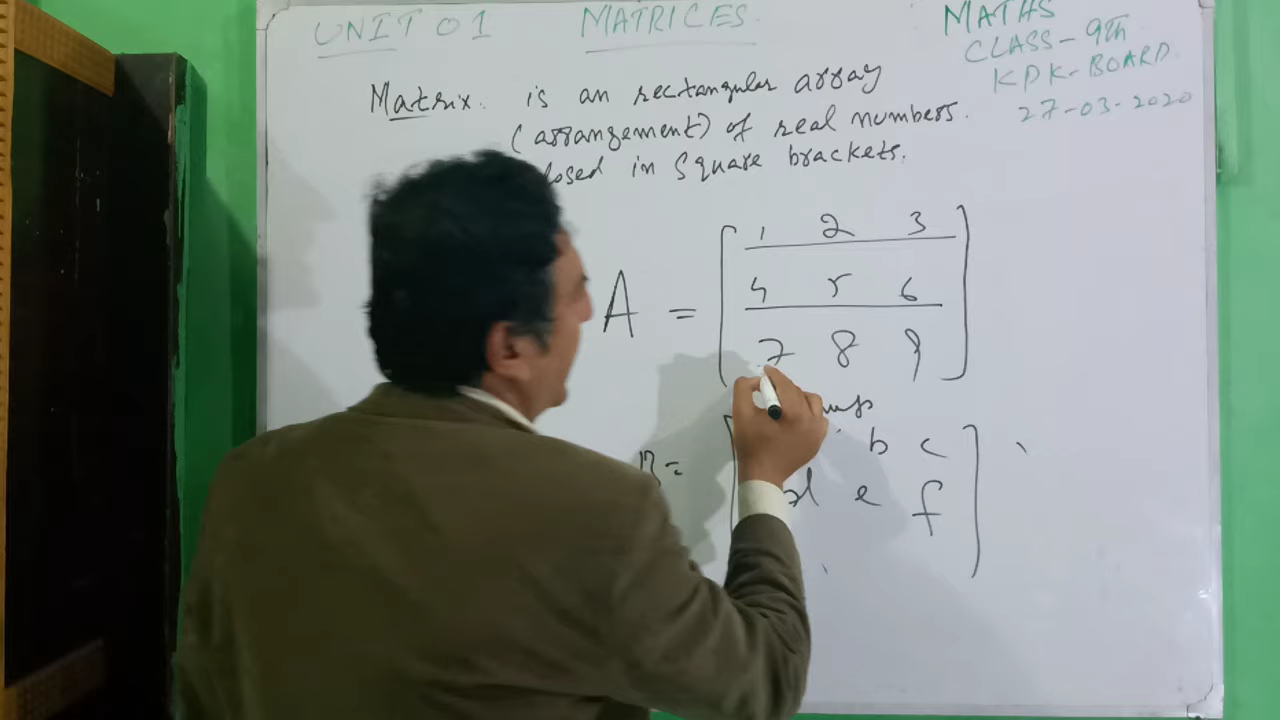 UNIT 01 MATRICES
MATHS
CLASS-9Th
KPK-BOARD
27-03-2020
Matrix. is an rectangular array
(arrangement) of real numbers.
losed in Square brackets.
A = [ 1 2 3
4 5 6
7 8 9 ]
B = [ b c
d e f ]